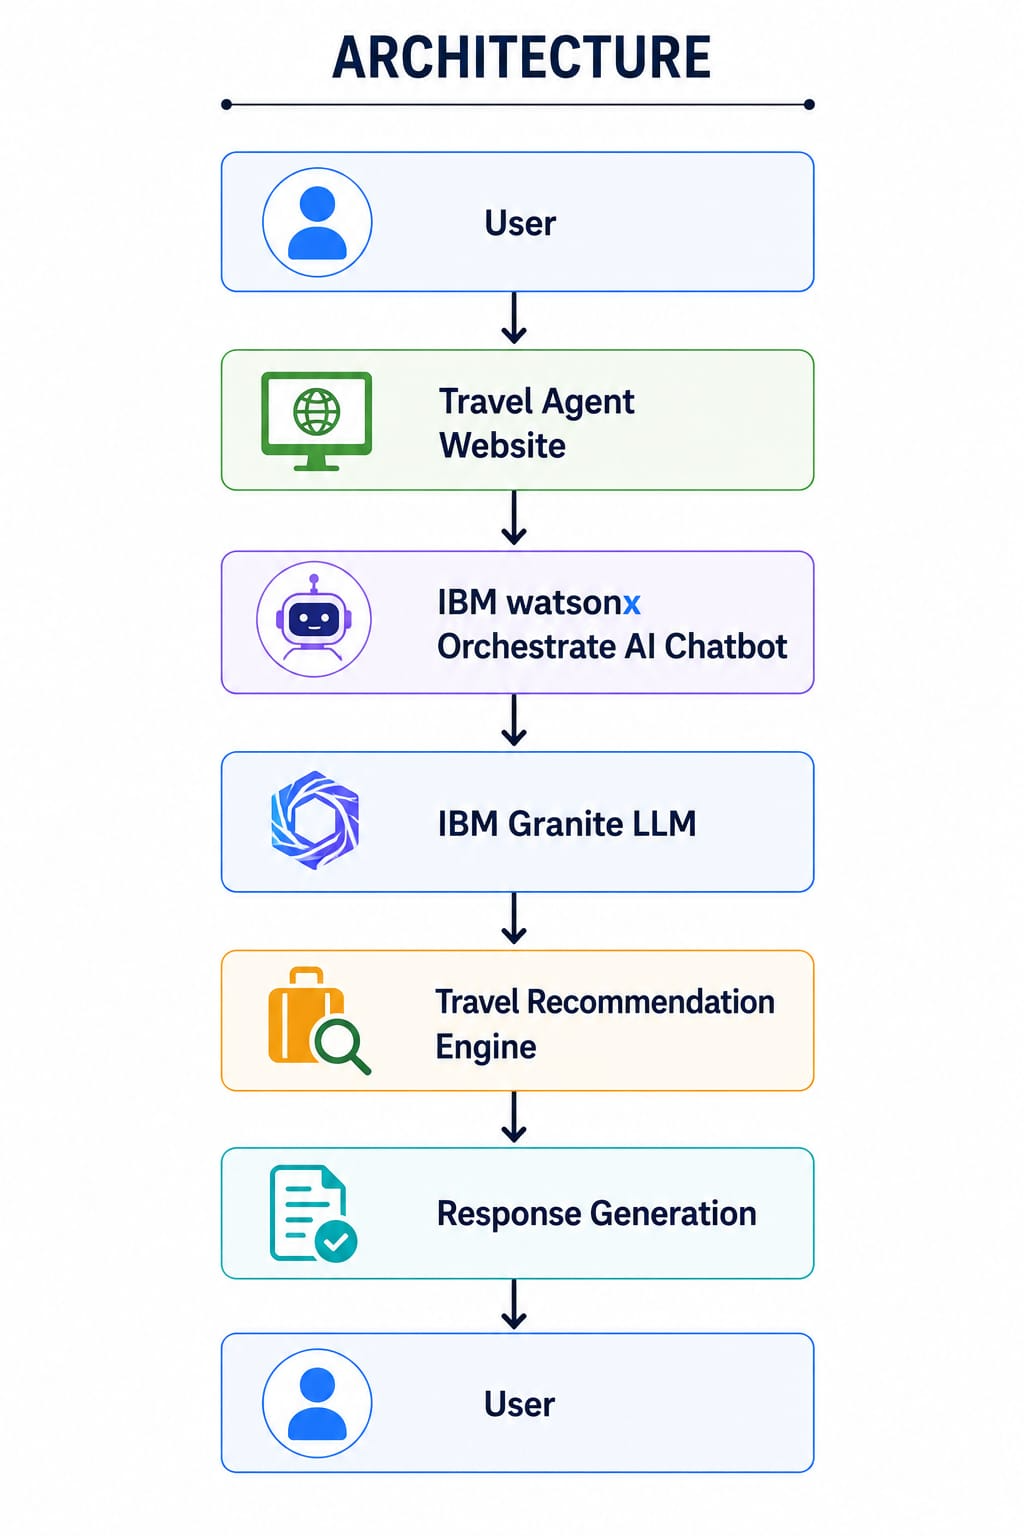 ARCHITECTURE
User
Travel Agent
Website
IBM watsonx
Orchestrate AI Chatbot
IBM Granite LLM
Travel Recommendation
Engine
Response Generation
User